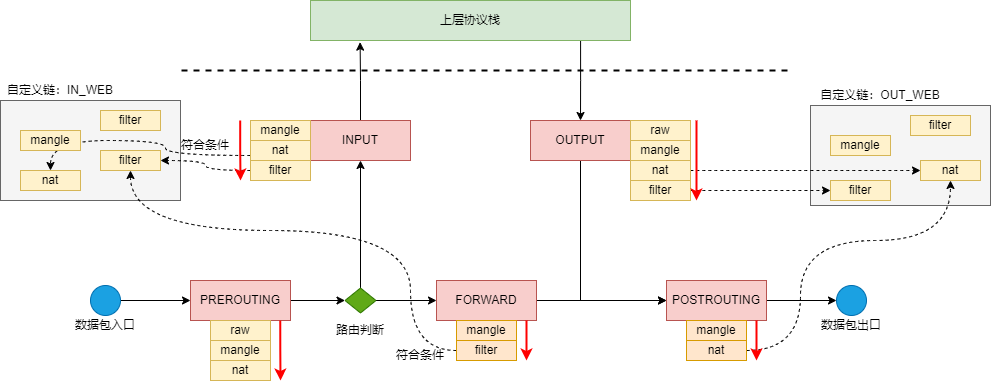 上层协议栈
自定义链：IN_WEB
filter
mangle
filter
nat
符合条件
mangle
nat
filter
INPUT
OUTPUT
raw
mangle
nat
filter
自定义链：OUT_WEB
filter
mangle
nat
filter
数据包入口
PREROUTING
raw
mangle
nat
路由判断
FORWARD
mangle
filter
符合条件
POSTROUTING
mangle
nat
数据包出口